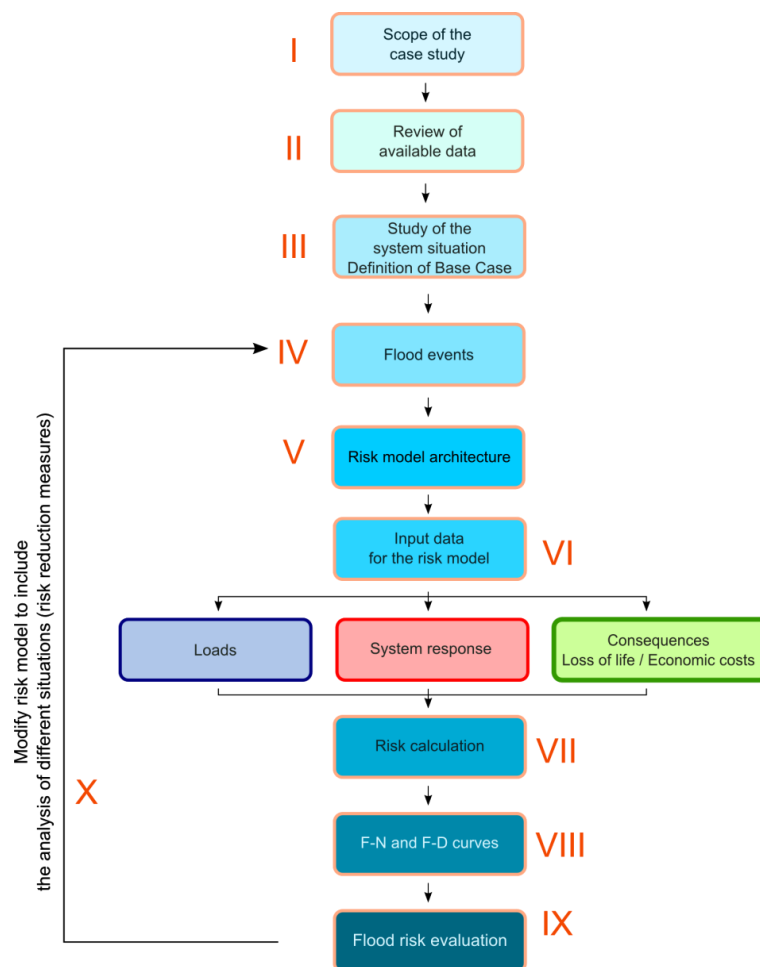 I
Scope of the
case study
II
Review of
available data
III
Study of the
system situation
Definition of Base Case
IV
Flood events
V
Risk model architecture
Input data
for the risk model
VI
Loads
System response
Consequences
Loss of life / Economic costs
Risk calculation
VII
F-N and F-D curves
VIII
Flood risk evaluation
IX
X
Modify risk model to include
the analysis of different situations (risk reduction measures)